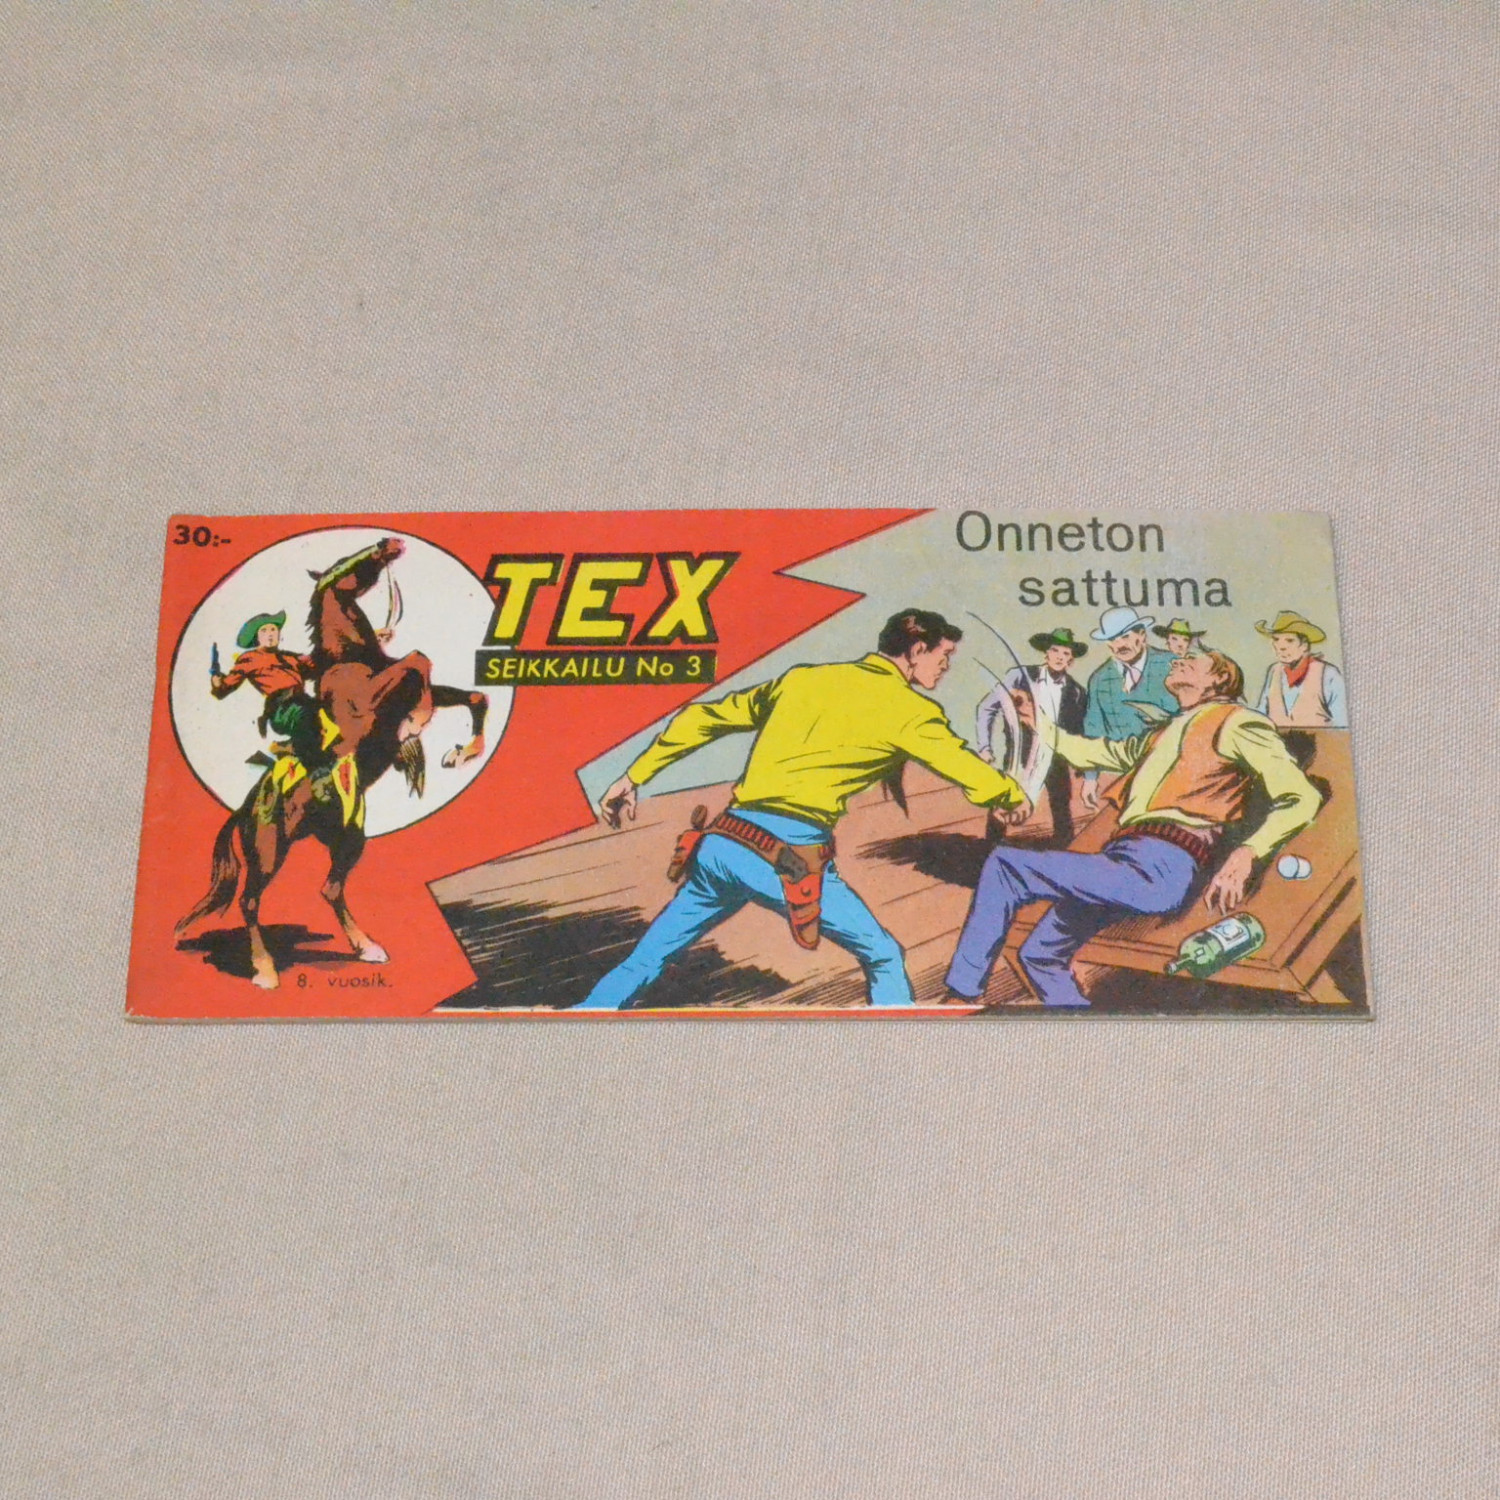 30:-
TEX
SEIKKAILU No 3
Onneton
sattuma
8. vuosik.